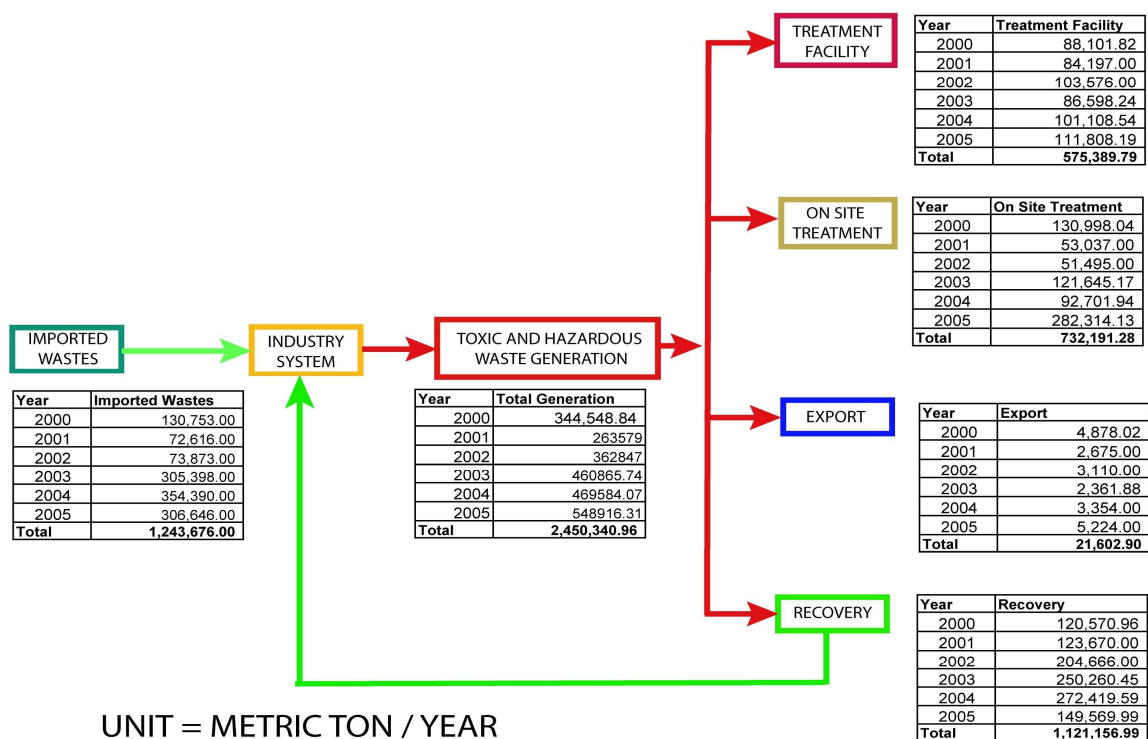 TREATMENT
FACILITY
Year Treatment Facility
2000 88,101.82
2001 84,197.00
2002 103,576.00
2003 86,598.24
2004 101,108.54
2005 111,808.19
Total 575,389.79
ON SITE
TREATMENT
Year On Site Treatment
2000 130,998.04
2001 53,037.00
2002 51,495.00
2003 121,645.17
2004 92,701.94
2005 282,314.13
Total 732,191.28
IMPORTED
WASTES
INDUSTRY
SYSTEM
TOXIC AND HAZARDOUS
WASTE GENERATION
Year Imported Wastes
2000 130,753.00
2001 72,616.00
2002 73,873.00
2003 305,398.00
2004 354,390.00
2005 306,646.00
Total 1,243,676.00
Year Total Generation
2000 344,548.84
2001 263579
2002 362847
2003 460865.74
2004 469584.07
2005 548916.31
Total 2,450,340.96
EXPORT
Year Export
2000 4,878.02
2001 2,675.00
2002 3,110.00
2003 2,361.88
2004 3,354.00
2005 5,224.00
Total 21,602.90
RECOVERY
Year Recovery
2000 120,570.96
2001 123,670.00
2002 204,666.00
2003 250,260.45
2004 272,419.59
2005 149,569.99
Total 1,121,156.99
UNIT = METRIC TON / YEAR